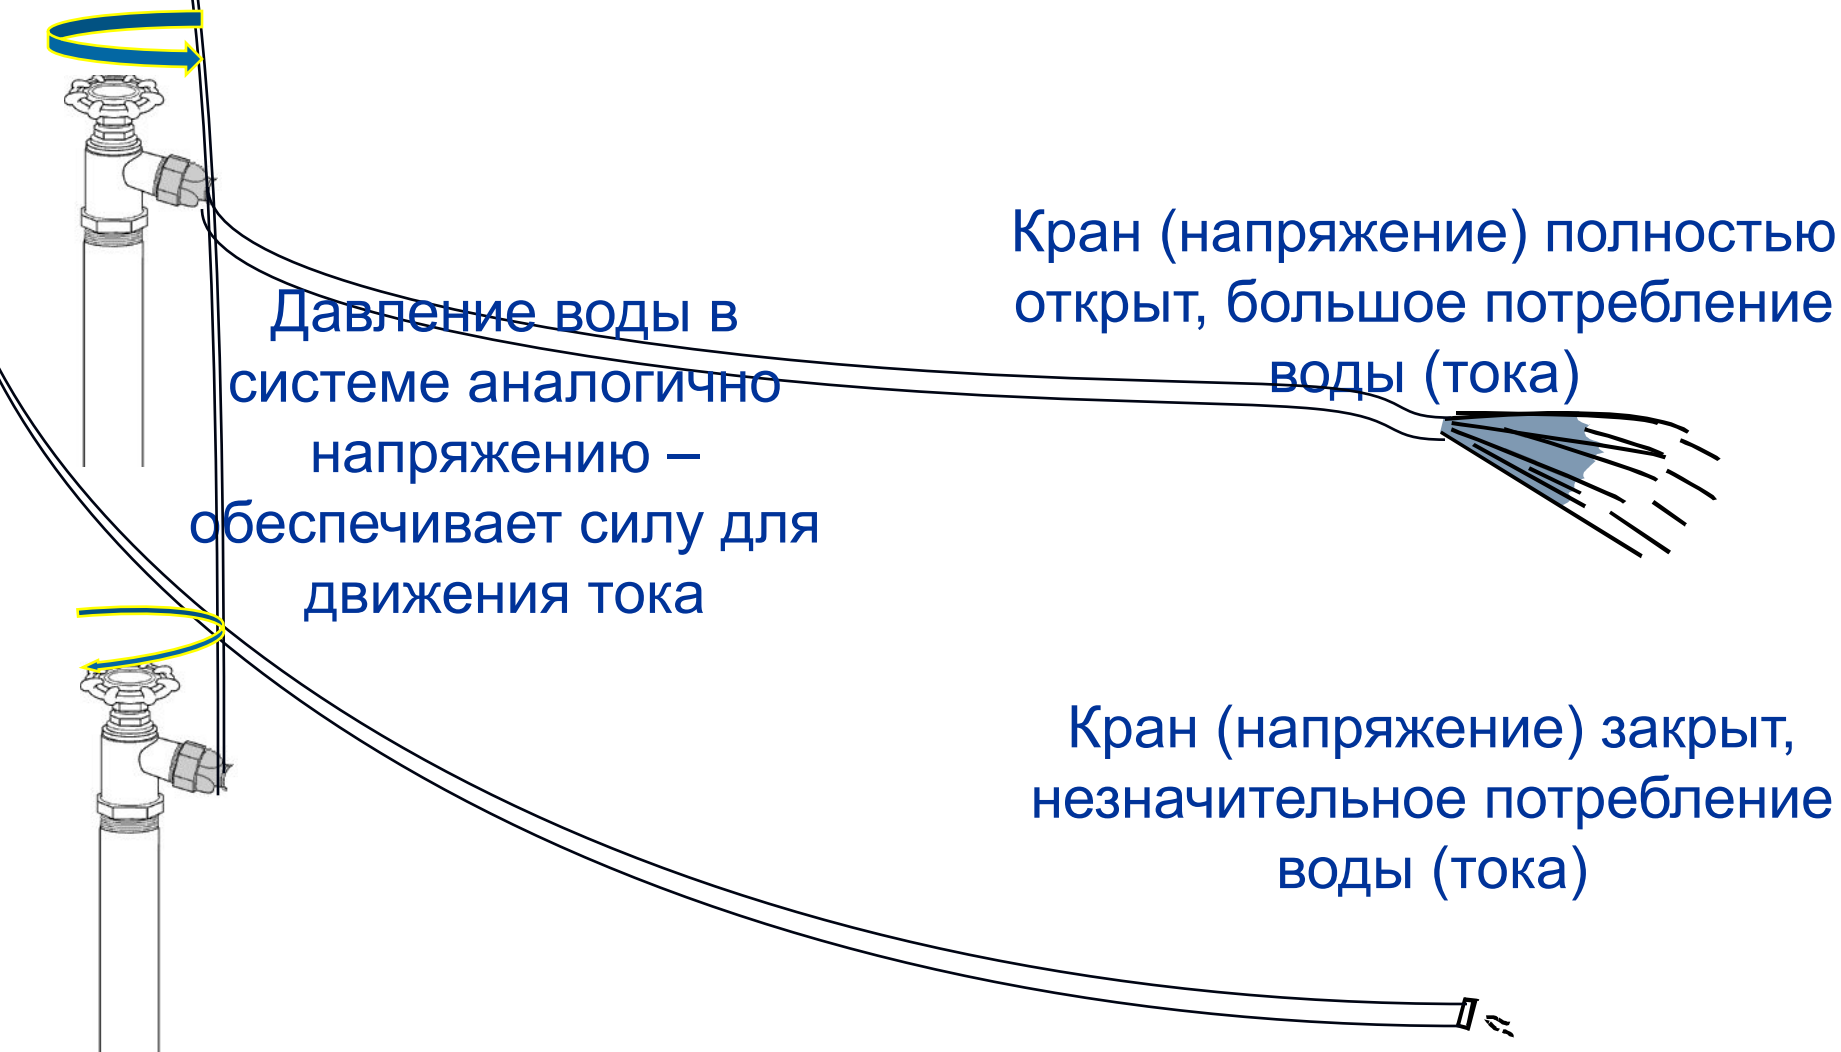 Кран (напряжение) полностью
открыт, большое потребление
воды (тока)
Давление воды в
системе аналогично
напряжению –
обеспечивает силу для
движения тока
Кран (напряжение) закрыт,
незначительное потребление
воды (тока)